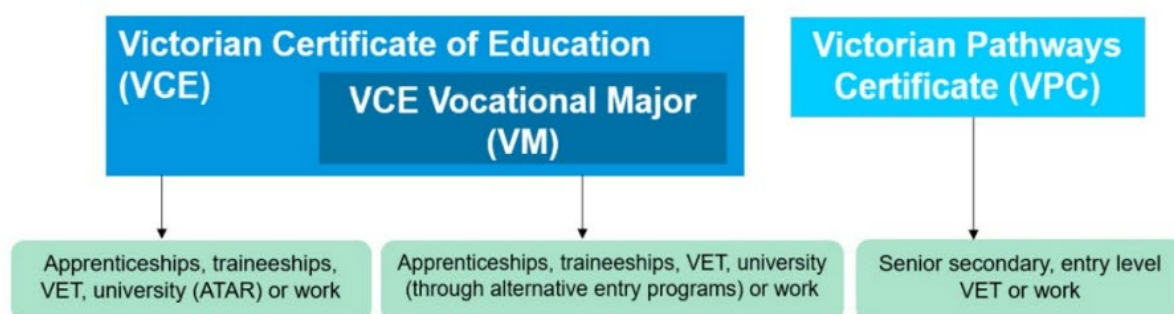 Victorian Certificate of Education
(VCE)
VCE Vocational Major
(VM)
Victorian Pathways
Certificate (VPC)
Apprenticeships, traineeships,
VET, university (ATAR) or work
Apprenticeships, traineeships, VET, university
(through alternative entry programs) or work
Senior secondary, entry level
VET or work